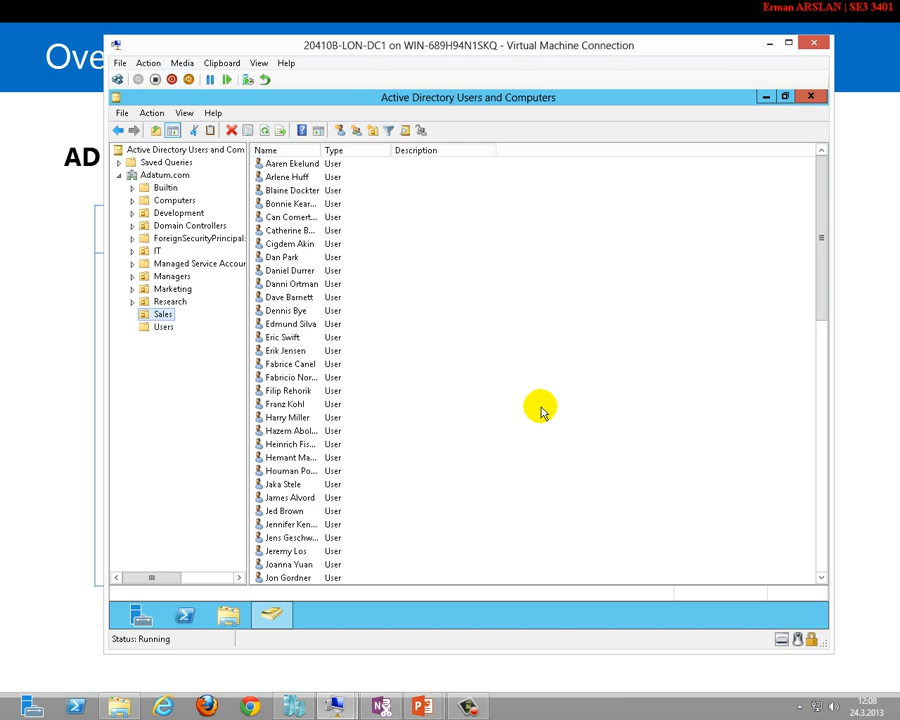 Erman ARSLAN | SE3 3401
Ove
AD
20410B-LON-DC1 on WIN-689H94N1SKQ - Virtual Machine Connection
File Action Media Clipboard View Help
Active Directory Users and Computers
File Action View Help
Active Directory Users and Com
Saved Queries
Adatum.com
Builtin
Computers
Development
Domain Controllers
ForeignSecurityPrincipal:
IT
Managed Service Accour
Managers
Marketing
Research
Sales
Users
Name Type Description
Aaren Ekelund User
Arlene Huff User
Blaine Dockter User
Bonnie Kear... User
Can Comert... User
Catherine B... User
Cigdem Akin User
Dan Park User
Daniel Durrer User
Danni Ortman User
Dave Barnett User
Dennis Bye User
Edmund Silva User
Eric Swift User
Erik Jensen User
Fabrice Canel User
Fabricio Nor... User
Filip Rehorik User
Franz Kohl User
Harry Miller User
Hazem Abol... User
Heinrich Fis... User
Hemant Ma... User
Houman Po... User
Jaka Stele User
James Alvord User
Jed Brown User
Jennifer Ken... User
Jens Geschw... User
Jeremy Los User
Joanna Yuan User
Jon Gordner User
Status: Running
12:08
24.3.2013